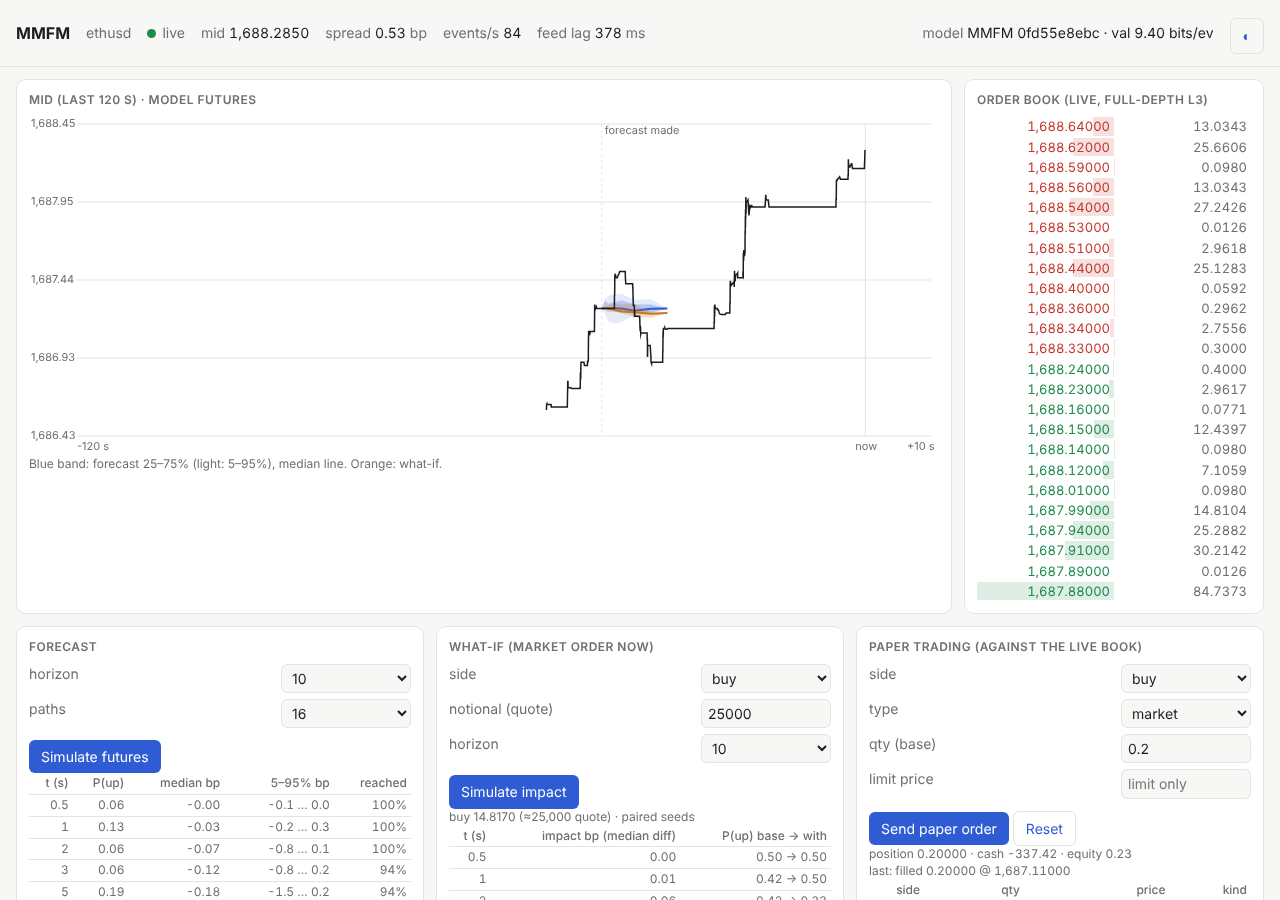 MMFM ethusd live mid 1,688.2850 spread 0.53 bp events/s 84 feed lag 378 ms model MMFM 0fd55e8ebc · val 9.40 bits/ev
MID (LAST 120 S) · MODEL FUTURES
1,688.45
forecast made
1,687.95
1,687.44
1,686.93
1,686.43
-120 s now +10 s
Blue band: forecast 25–75% (light: 5–95%), median line. Orange: what-if.
ORDER BOOK (LIVE, FULL-DEPTH L3)
1,688.64000 13.0343
1,688.62000 25.6606
1,688.59000 0.0980
1,688.56000 13.0343
1,688.54000 27.2426
1,688.53000 0.0126
1,688.51000 2.9618
1,688.44000 25.1283
1,688.40000 0.0592
1,688.36000 0.2962
1,688.34000 2.7556
1,688.33000 0.3000
1,688.24000 0.4000
1,688.23000 2.9617
1,688.16000 0.0771
1,688.15000 12.4397
1,688.14000 0.0980
1,688.12000 7.1059
1,688.01000 0.0980
1,687.99000 14.8104
1,687.94000 25.2882
1,687.91000 30.2142
1,687.89000 0.0126
1,687.88000 84.7373
FORECAST
horizon 10
paths 16
Simulate futures
t (s) P(up) median bp 5–95% bp reached
0.5 0.06 -0.00 -0.1 … 0.0 100%
1 0.13 -0.03 -0.2 … 0.3 100%
2 0.06 -0.07 -0.8 … 0.1 100%
3 0.06 -0.12 -0.8 … 0.2 94%
5 0.19 -0.18 -1.5 … 0.2 94%
WHAT-IF (MARKET ORDER NOW)
side buy
notional (quote) 25000
horizon 10
Simulate impact
buy 14.8170 (≈25,000 quote) · paired seeds
t (s) impact bp (median diff) P(up) base → with
0.5 0.00 0.50 → 0.50
1 0.01 0.42 → 0.50
PAPER TRADING (AGAINST THE LIVE BOOK)
side buy
type market
qty (base) 0.2
limit price limit only
Send paper order Reset
position 0.20000 · cash -337.42 · equity 0.23
last: filled 0.20000 @ 1,687.11000
side qty price kind